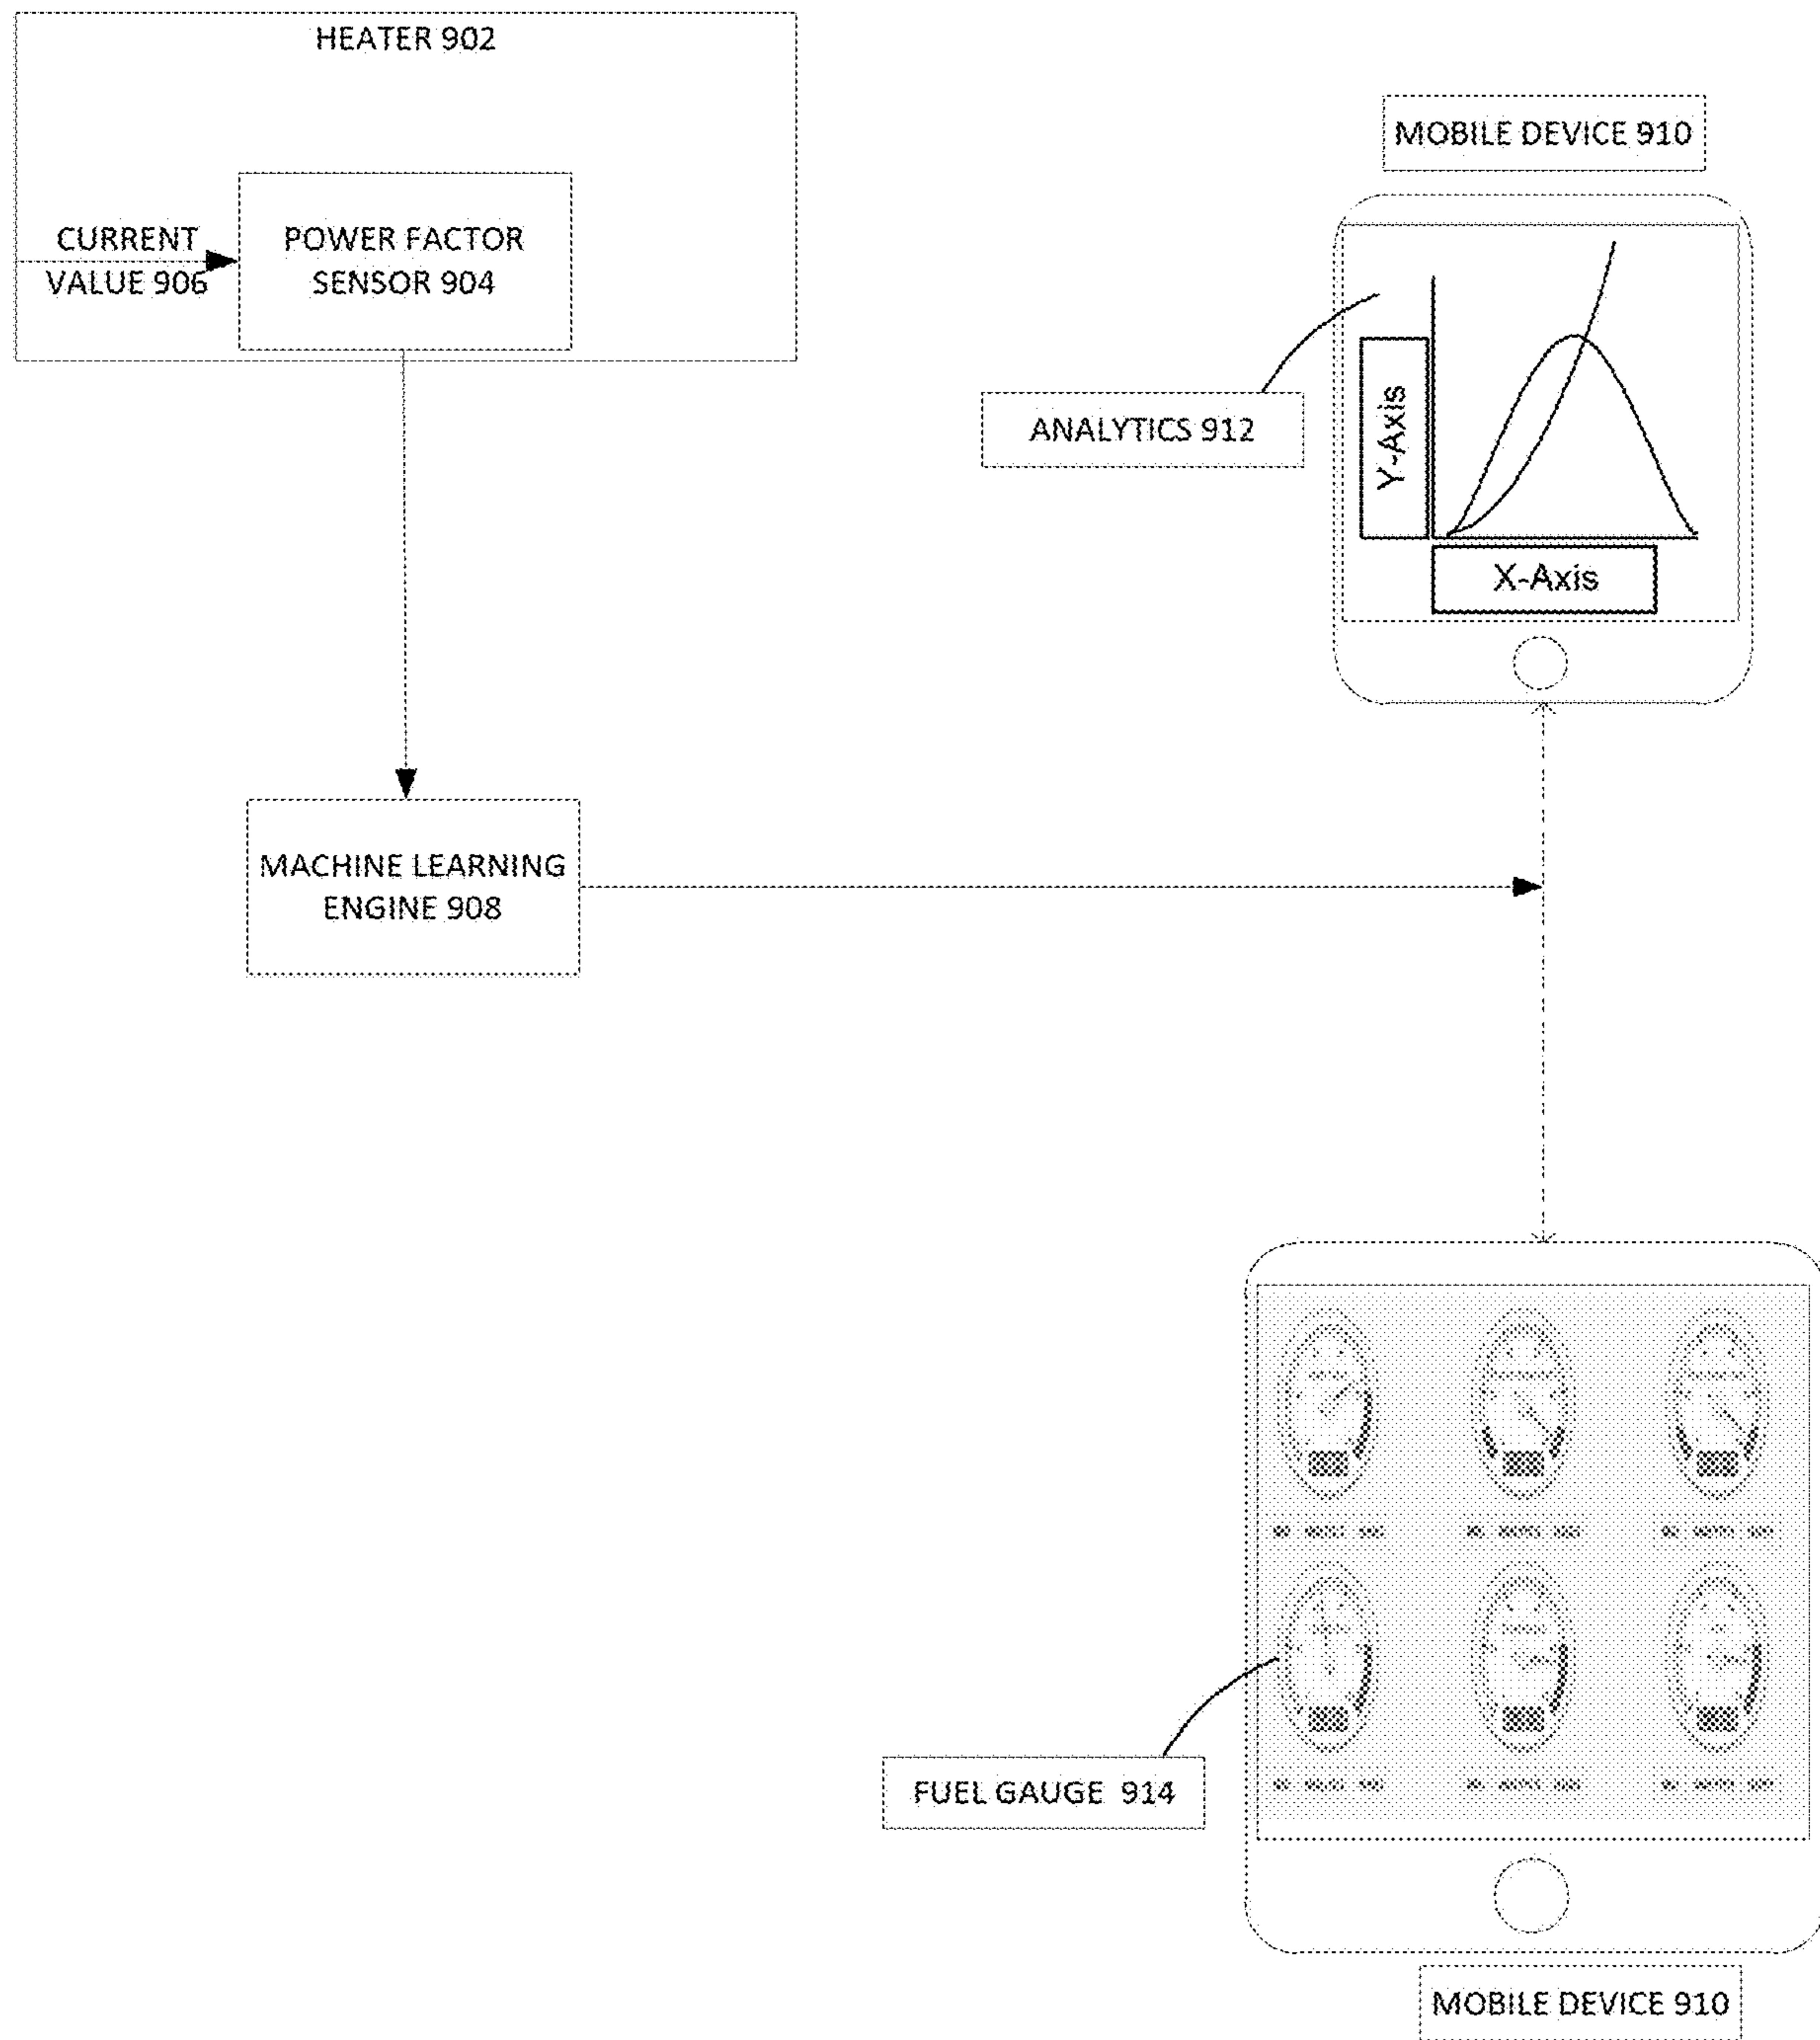 HEATER 902
CURRENT
VALUE 906
POWER FACTOR
SENSOR 904
MOBILE DEVICE 910
ANALYTICS 912
Y-Axis
X-Axis
MACHINE LEARNING
ENGINE 908
FUEL GAUGE 914
MOBILE DEVICE 910